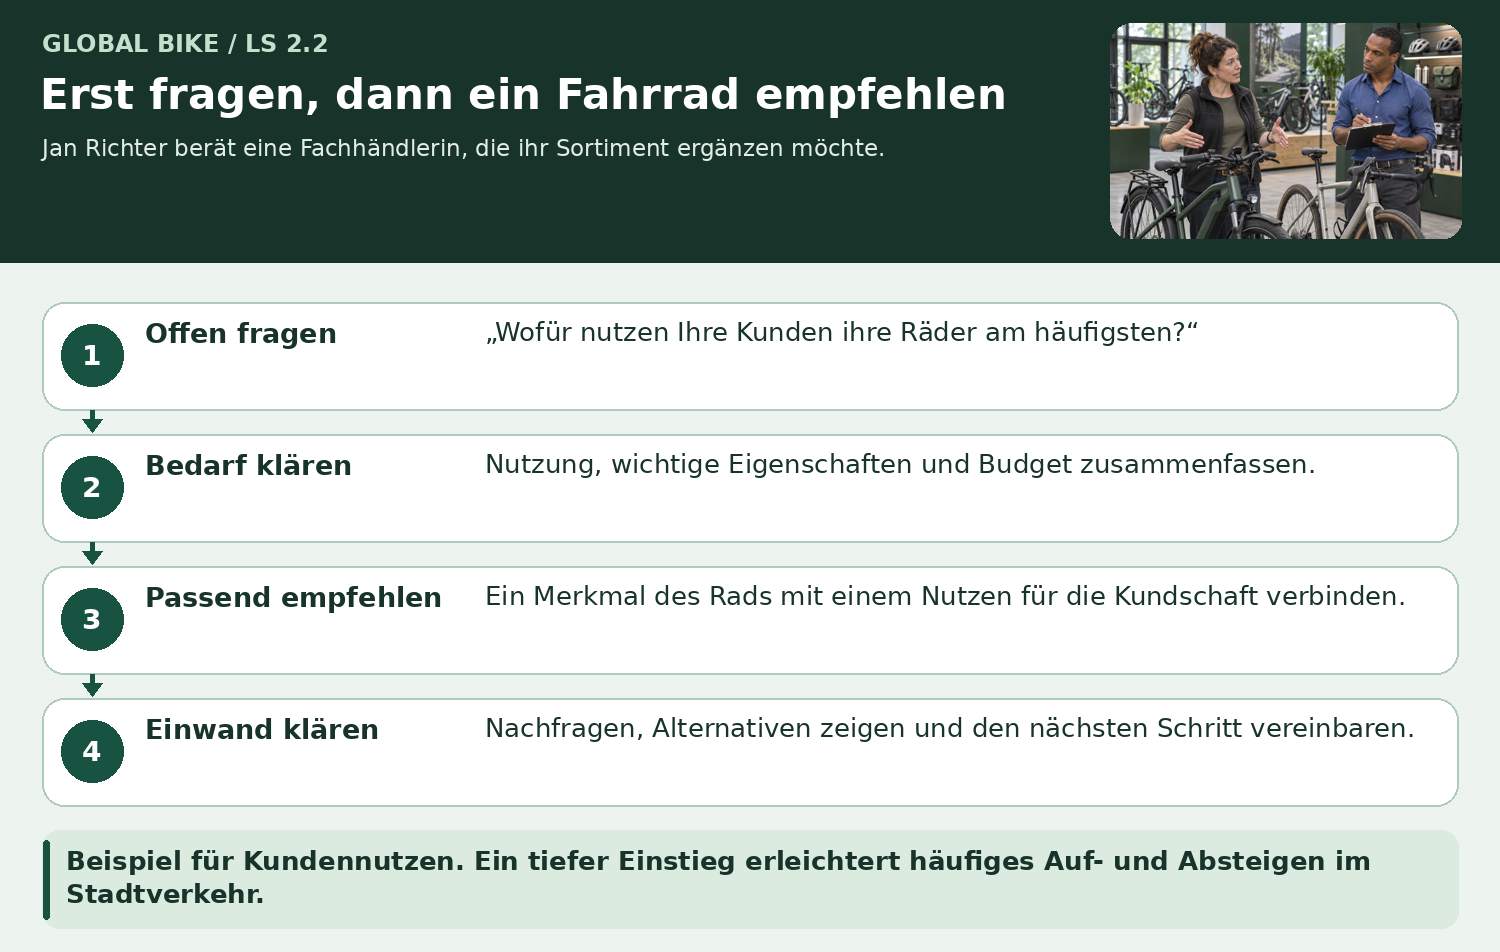 GLOBAL BIKE / LS 2.2
Erst fragen, dann ein Fahrrad empfehlen
Jan Richter berät eine Fachhändlerin, die ihr Sortiment ergänzen möchte.
1 Offen fragen „Wofür nutzen Ihre Kunden ihre Räder am häufigsten?“
2 Bedarf klären Nutzung, wichtige Eigenschaften und Budget zusammenfassen.
3 Passend empfehlen Ein Merkmal des Rads mit einem Nutzen für die Kundschaft verbinden.
4 Einwand klären Nachfragen, Alternativen zeigen und den nächsten Schritt vereinbaren.
Beispiel für Kundennutzen. Ein tiefer Einstieg erleichtert häufiges Auf- und Absteigen im
Stadtverkehr.